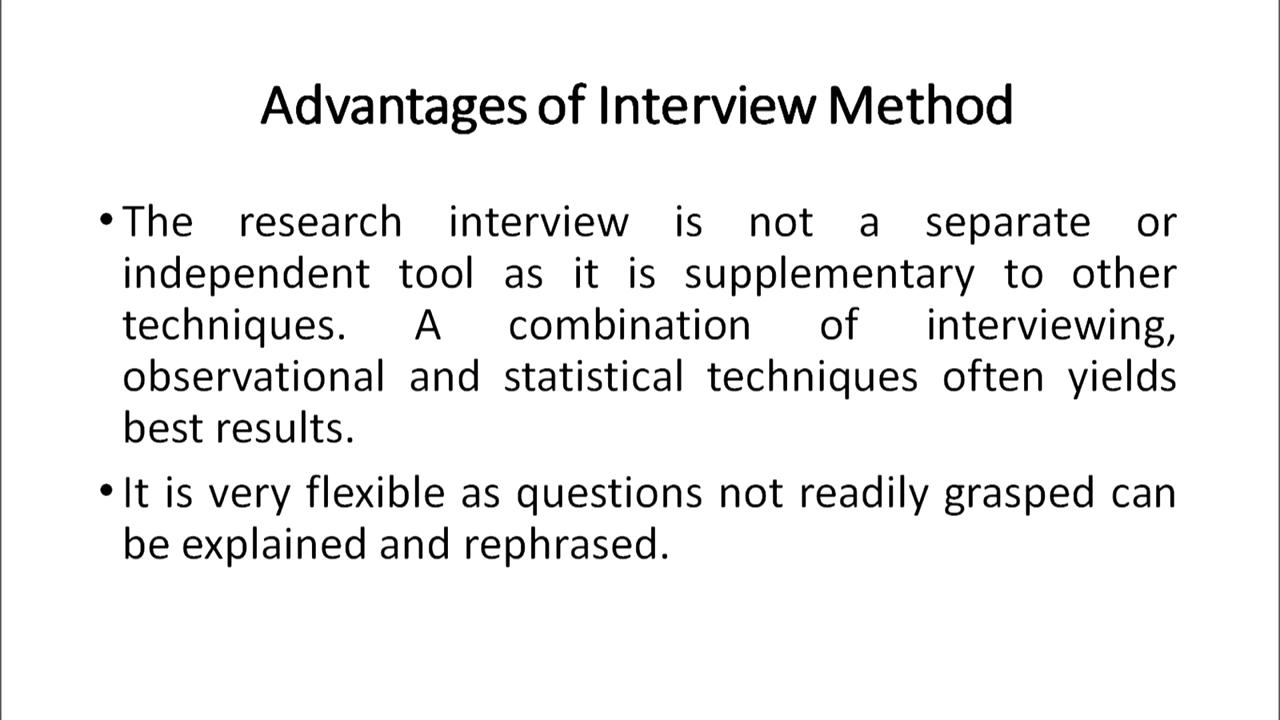 Advantages of Interview Method
•The research interview is not a separate or
independent tool as it is supplementary to other
techniques. A combination of interviewing,
observational and statistical techniques often yields
best results.
•It is very flexible as questions not readily grasped can
be explained and rephrased.